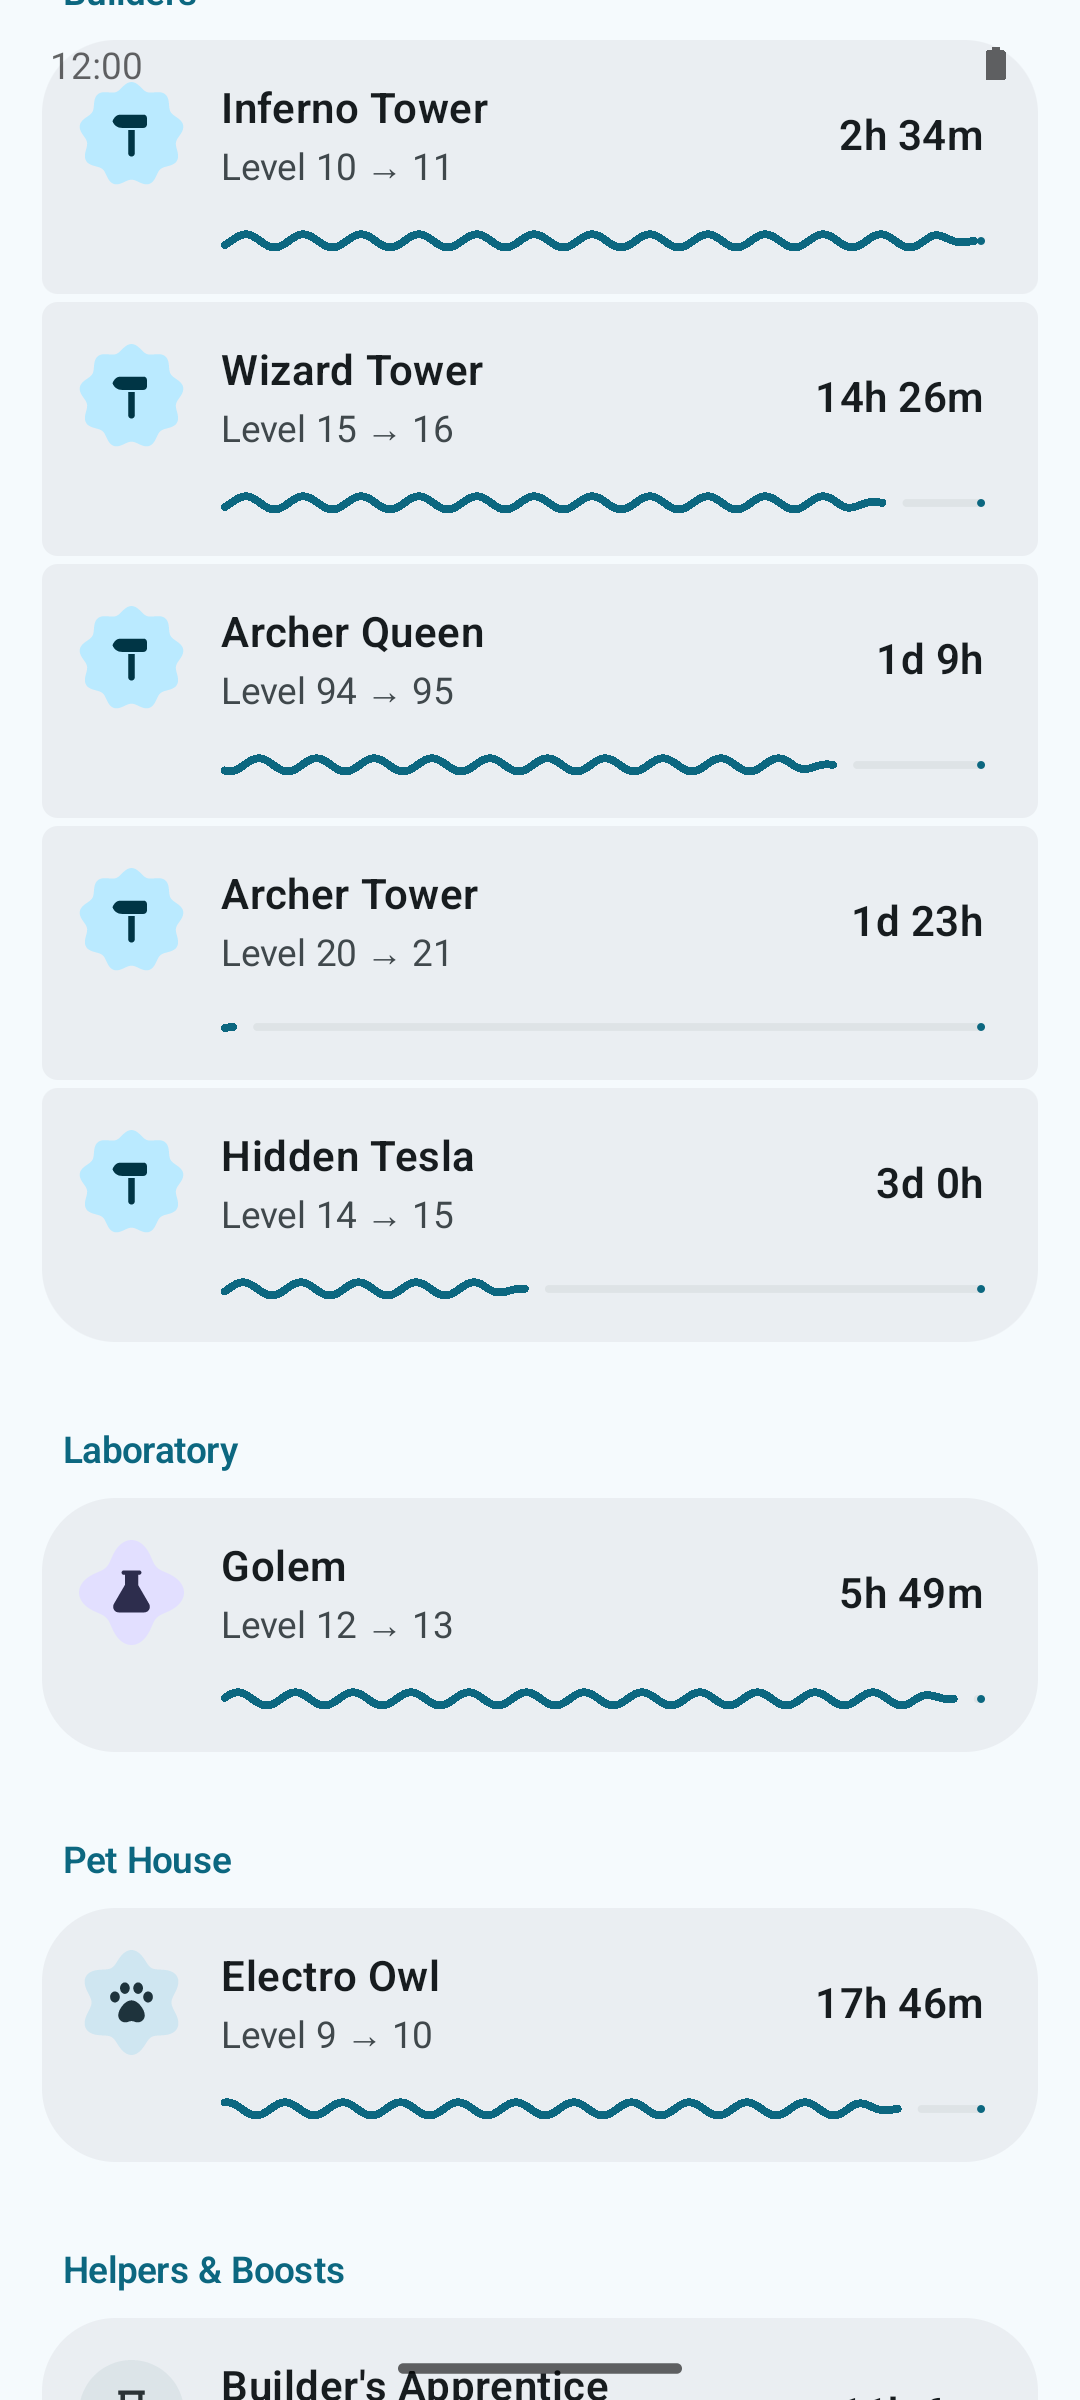 Builders
12:00
Inferno Tower
2h 34m
Level 10 → 11
Wizard Tower
14h 26m
Level 15 → 16
Archer Queen
1d 9h
Level 94 → 95
Archer Tower
1d 23h
Level 20 → 21
Hidden Tesla
3d 0h
Level 14 → 15
Laboratory
Golem
5h 49m
Level 12 → 13
Pet House
Electro Owl
17h 46m
Level 9 → 10
Helpers & Boosts
Builder's Apprentice